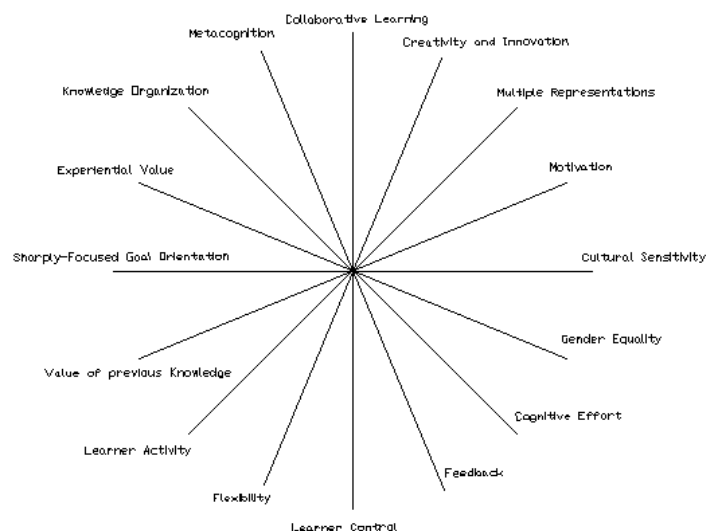 Collaborative Learning
Metacognition
Creativity and Innovation
Knowledge Organization
Multiple Representations
Experiential Value
Motivation
Sharply-Focused Goal Orientation
Cultural Sensitivity
Gender Equality
Value of previous Knowledge
Cognitive Effort
Learner Activity
Feedback
Flexibility
Learner Control